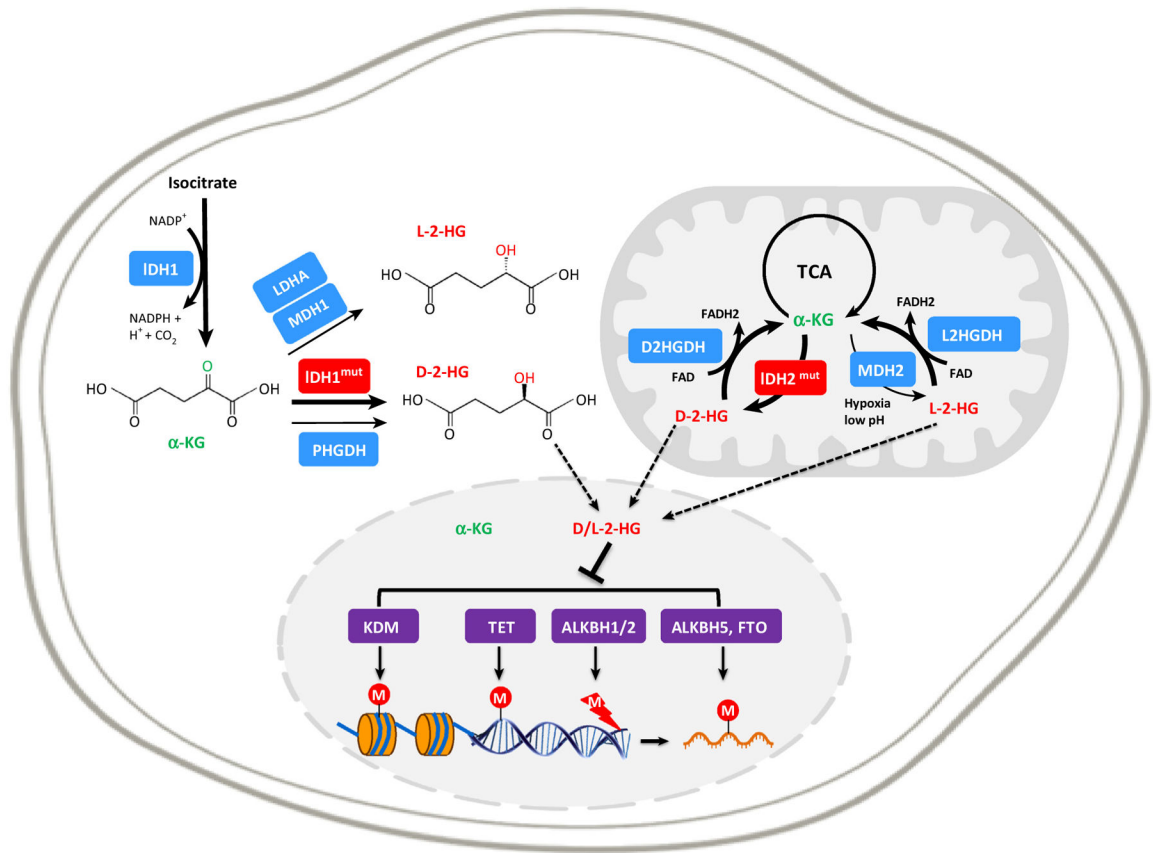 Isocitrate
NADP⁺
IDH1
NADPH +
H⁺ + CO₂
O
HO
OH
O
O
α-KG
LDHA
MDH1
IDH1ᵐᵘᵗ
PHGDH
L-2-HG
OH
HO
OH
O
O
D-2-HG
OH
HO
OH
O
O
TCA
α-KG
FADH2
D2HGDH
FAD
IDH2 ᵐᵘᵗ
D-2-HG
FADH2
L2HGDH
MDH2
FAD
Hypoxia
low pH
L-2-HG
α-KG
D/L-2-HG
KDM
TET
ALKBH1/2
ALKBH5, FTO
M
M
M
M